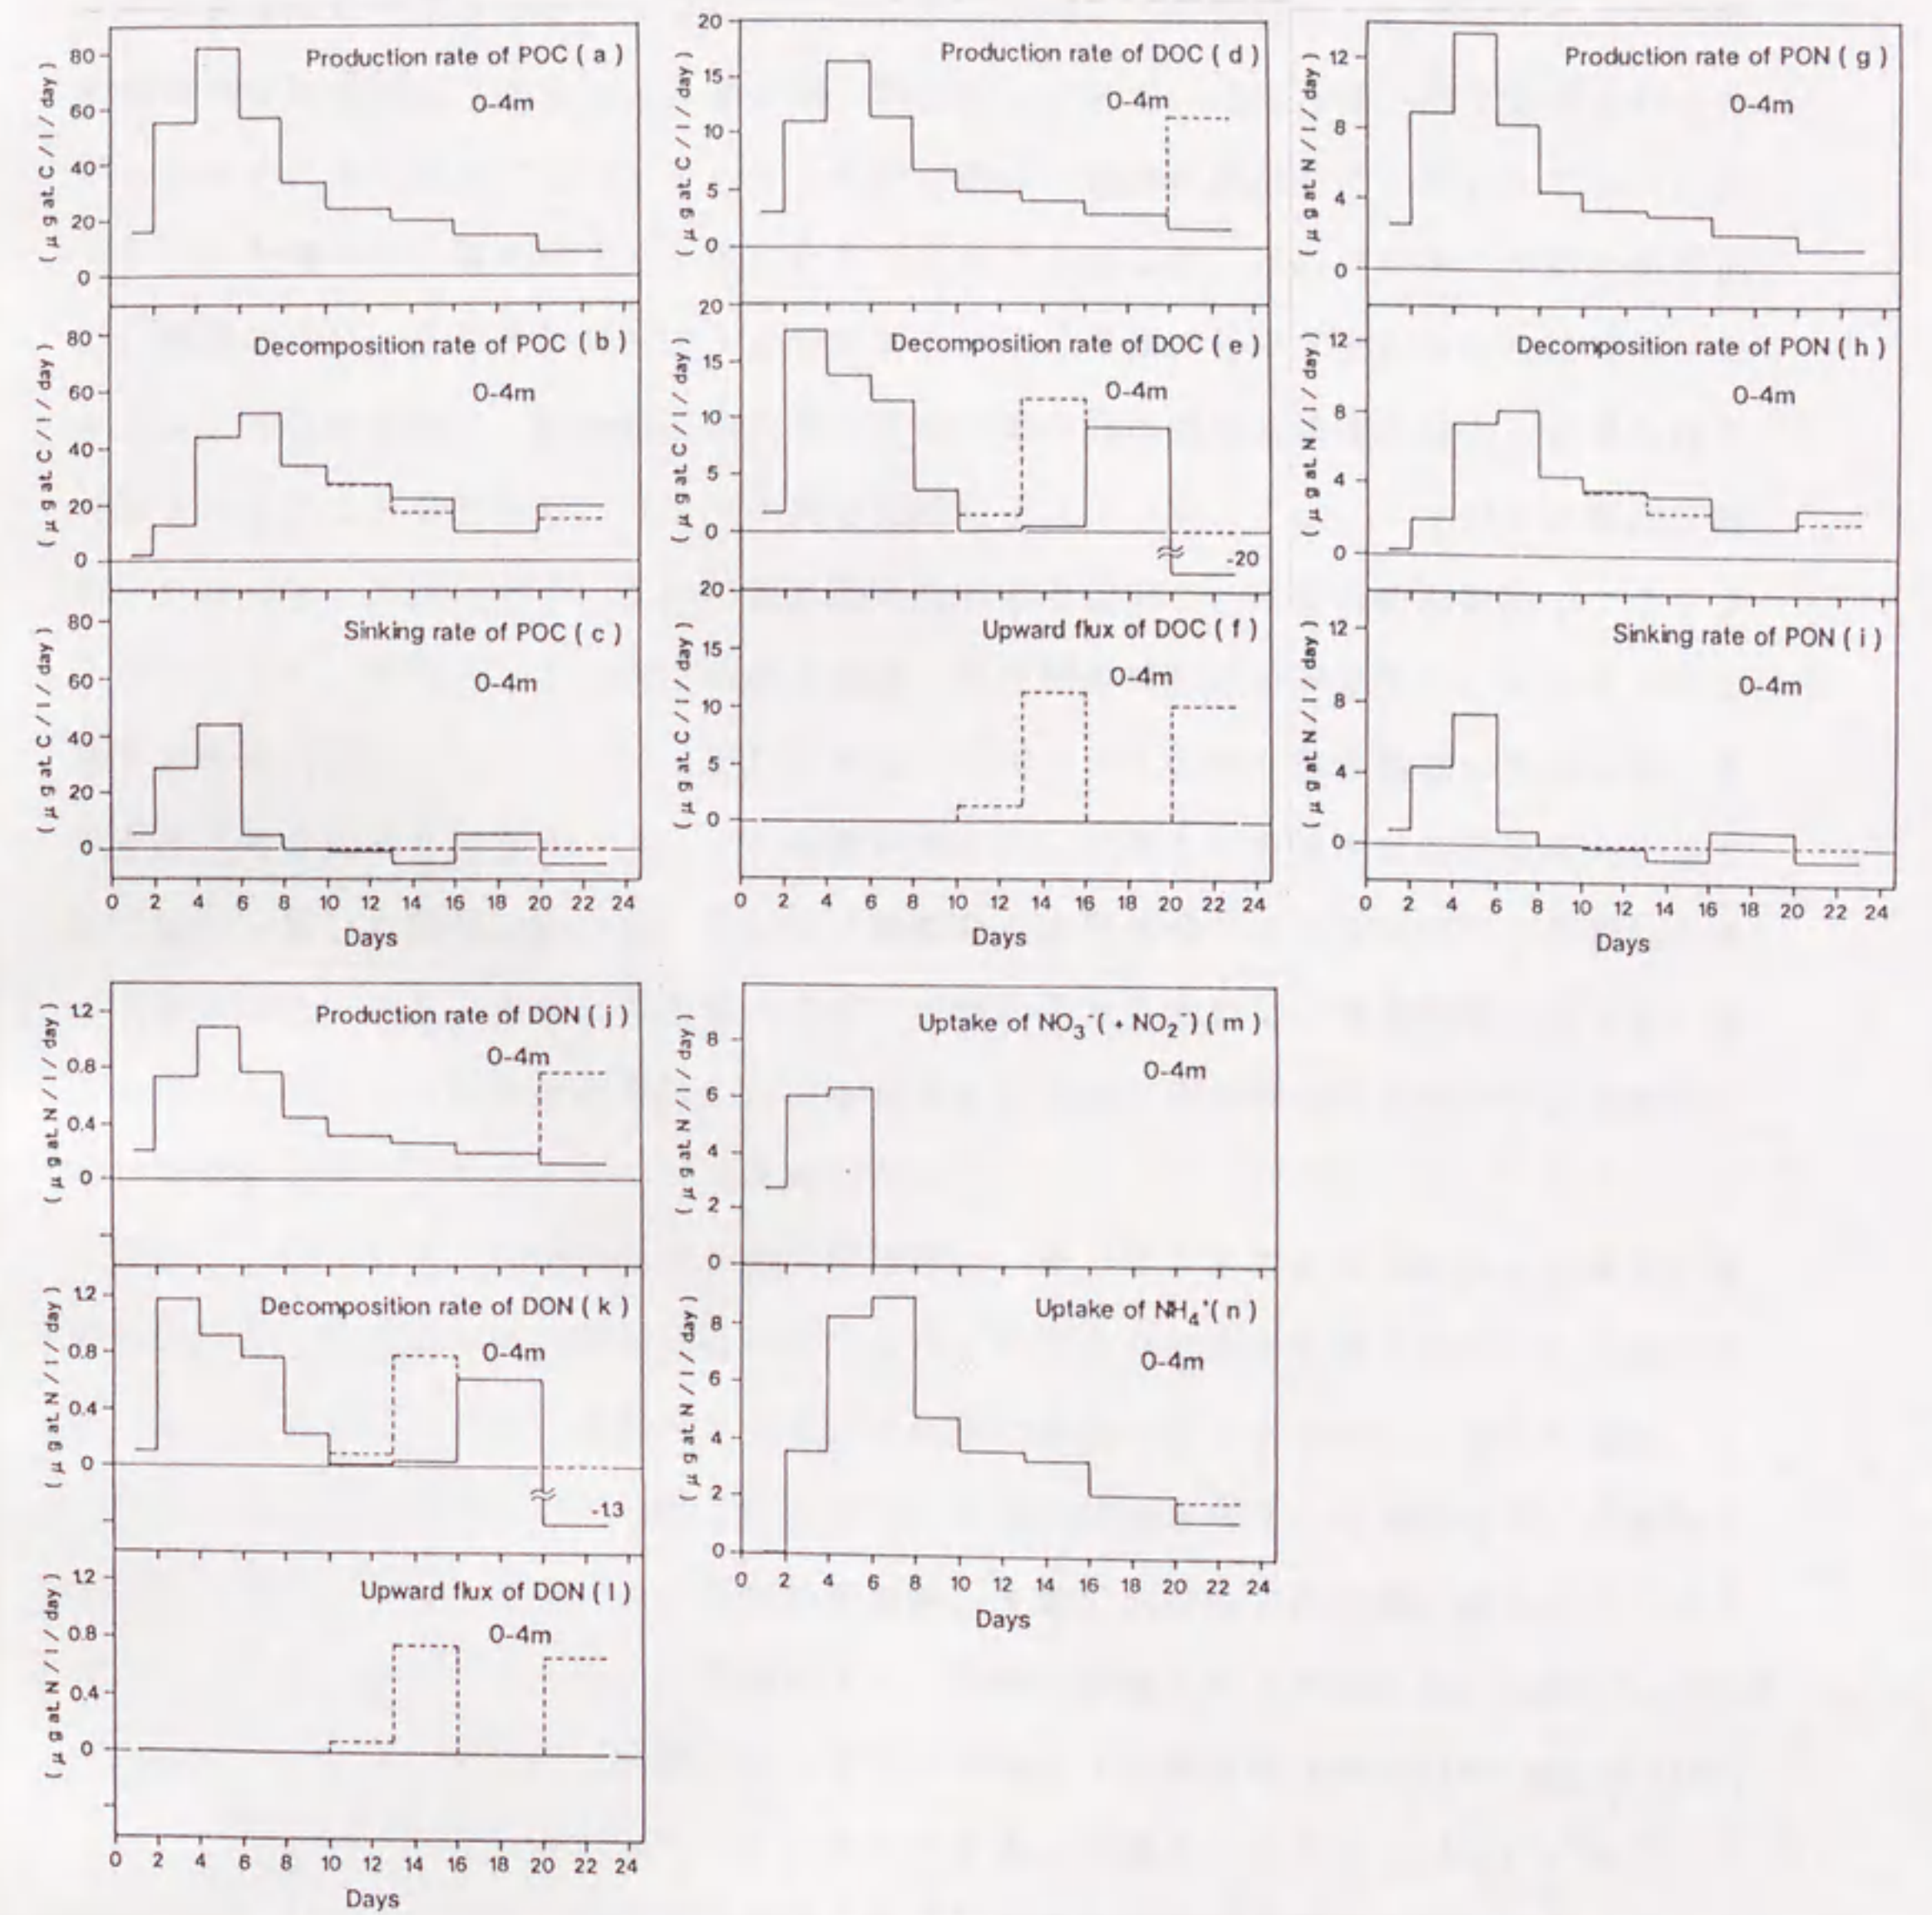 Production rate of POC ( a )
0-4m
( µ g at. C / l / day )
80
60
40
20
0
Decomposition rate of POC ( b )
0-4m
( µ g at. C / l / day )
80
60
40
20
0
Sinking rate of POC ( c )
0-4m
( µ g at. C / l / day )
80
60
40
20
0
0 2 4 6 8 10 12 14 16 18 20 22 24
Days
Production rate of DOC ( d )
0-4m
( µ g at. C / l / day )
20
15
10
5
0
Decomposition rate of DOC ( e )
0-4m
( µ g at. C / l / day )
20
15
10
5
0
-20
Upward flux of DOC ( f )
0-4m
( µ g at. C / l / day )
20
15
10
5
0
0 2 4 6 8 10 12 14 16 18 20 22 24
Days
Production rate of PON ( g )
0-4m
( µ g at. N / l / day )
12
8
4
0
Decomposition rate of PON ( h )
0-4m
( µ g at. N / l / day )
12
8
4
0
Sinking rate of PON ( i )
0-4m
( µ g at. N / l / day )
12
8
4
0
0 2 4 6 8 10 12 14 16 18 20 22 24
Days
Production rate of DON ( j )
0-4m
( µ g at. N / l / day )
1.2
0.8
0.4
0
Decomposition rate of DON ( k )
0-4m
( µ g at. N / l / day )
1.2
0.8
0.4
0
-1.3
Upward flux of DON ( l )
0-4m
( µ g at. N / l / day )
1.2
0.8
0.4
0
0 2 4 6 8 10 12 14 16 18 20 22 24
Days
Uptake of NO₃⁻( + NO₂⁻) ( m )
0-4m
( µ g at. N / l / day )
8
6
4
2
0
Uptake of NH₄⁺( n )
0-4m
( µ g at. N / l / day )
8
6
4
2
0
0 2 4 6 8 10 12 14 16 18 20 22 24
Days